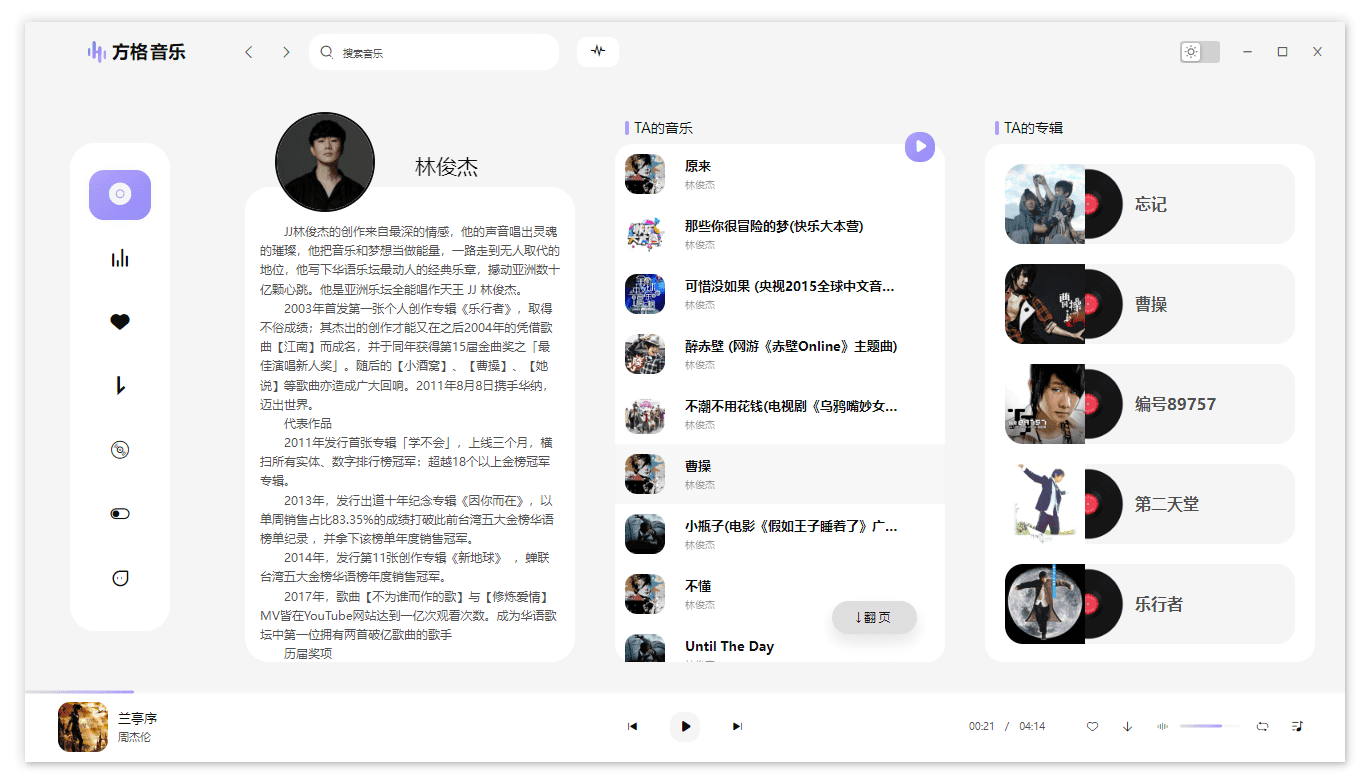 方格音乐
搜索音乐
林俊杰
JJ林俊杰的创作来自最深的情感，他的声音唱出灵魂
的璀璨，他把音乐和梦想当做能量，一路走到无人取代的
地位，他写下华语乐坛最动人的经典乐章，撼动亚洲数十
亿颗心跳。他是亚洲乐坛全能唱作天王 JJ 林俊杰。
2003年首发第一张个人创作专辑《乐行者》，取得
不俗成绩；其杰出的创作才能又在之后2004年的凭借歌
曲【江南】而成名，并于同年获得第15届金曲奖之「最
佳演唱新人奖」。随后的【小酒窝】、【曹操】、【她
说】等歌曲亦造成广大回响。2011年8月8日携手华纳，
迈出世界。
代表作品
2011年发行首张专辑「学不会」，上线三个月，横
扫所有实体、数字排行榜冠军：超越18个以上金榜冠军
专辑。
2013年，发行出道十年纪念专辑《因你而在》，以
单周销售占比83.35%的成绩打破此前台湾五大金榜华语
榜单纪录 ，并拿下该榜单年度销售冠军。
2014年，发行第11张创作专辑《新地球》 ，蝉联
台湾五大金榜华语榜年度销售冠军。
2017年，歌曲【不为谁而作的歌】与【修炼爱情】
MV皆在YouTube网站达到一亿次观看次数。成为华语歌
坛中第一位拥有两首破亿歌曲的歌手
历届奖项
TA的音乐
原来
林俊杰
那些你很冒险的梦(快乐大本营)
林俊杰
可惜没如果 (央视2015全球中文音...
林俊杰
醉赤壁 (网游《赤壁Online》主题曲)
林俊杰
不潮不用花钱(电视剧《乌鸦嘴妙女...
林俊杰
曹操
林俊杰
小瓶子(电影《假如王子睡着了》广...
林俊杰
不懂
林俊杰
↓翻页
Until The Day
TA的专辑
忘记
曹操
编号89757
第二天堂
乐行者
兰亭序
周杰伦
00:21 / 04:14